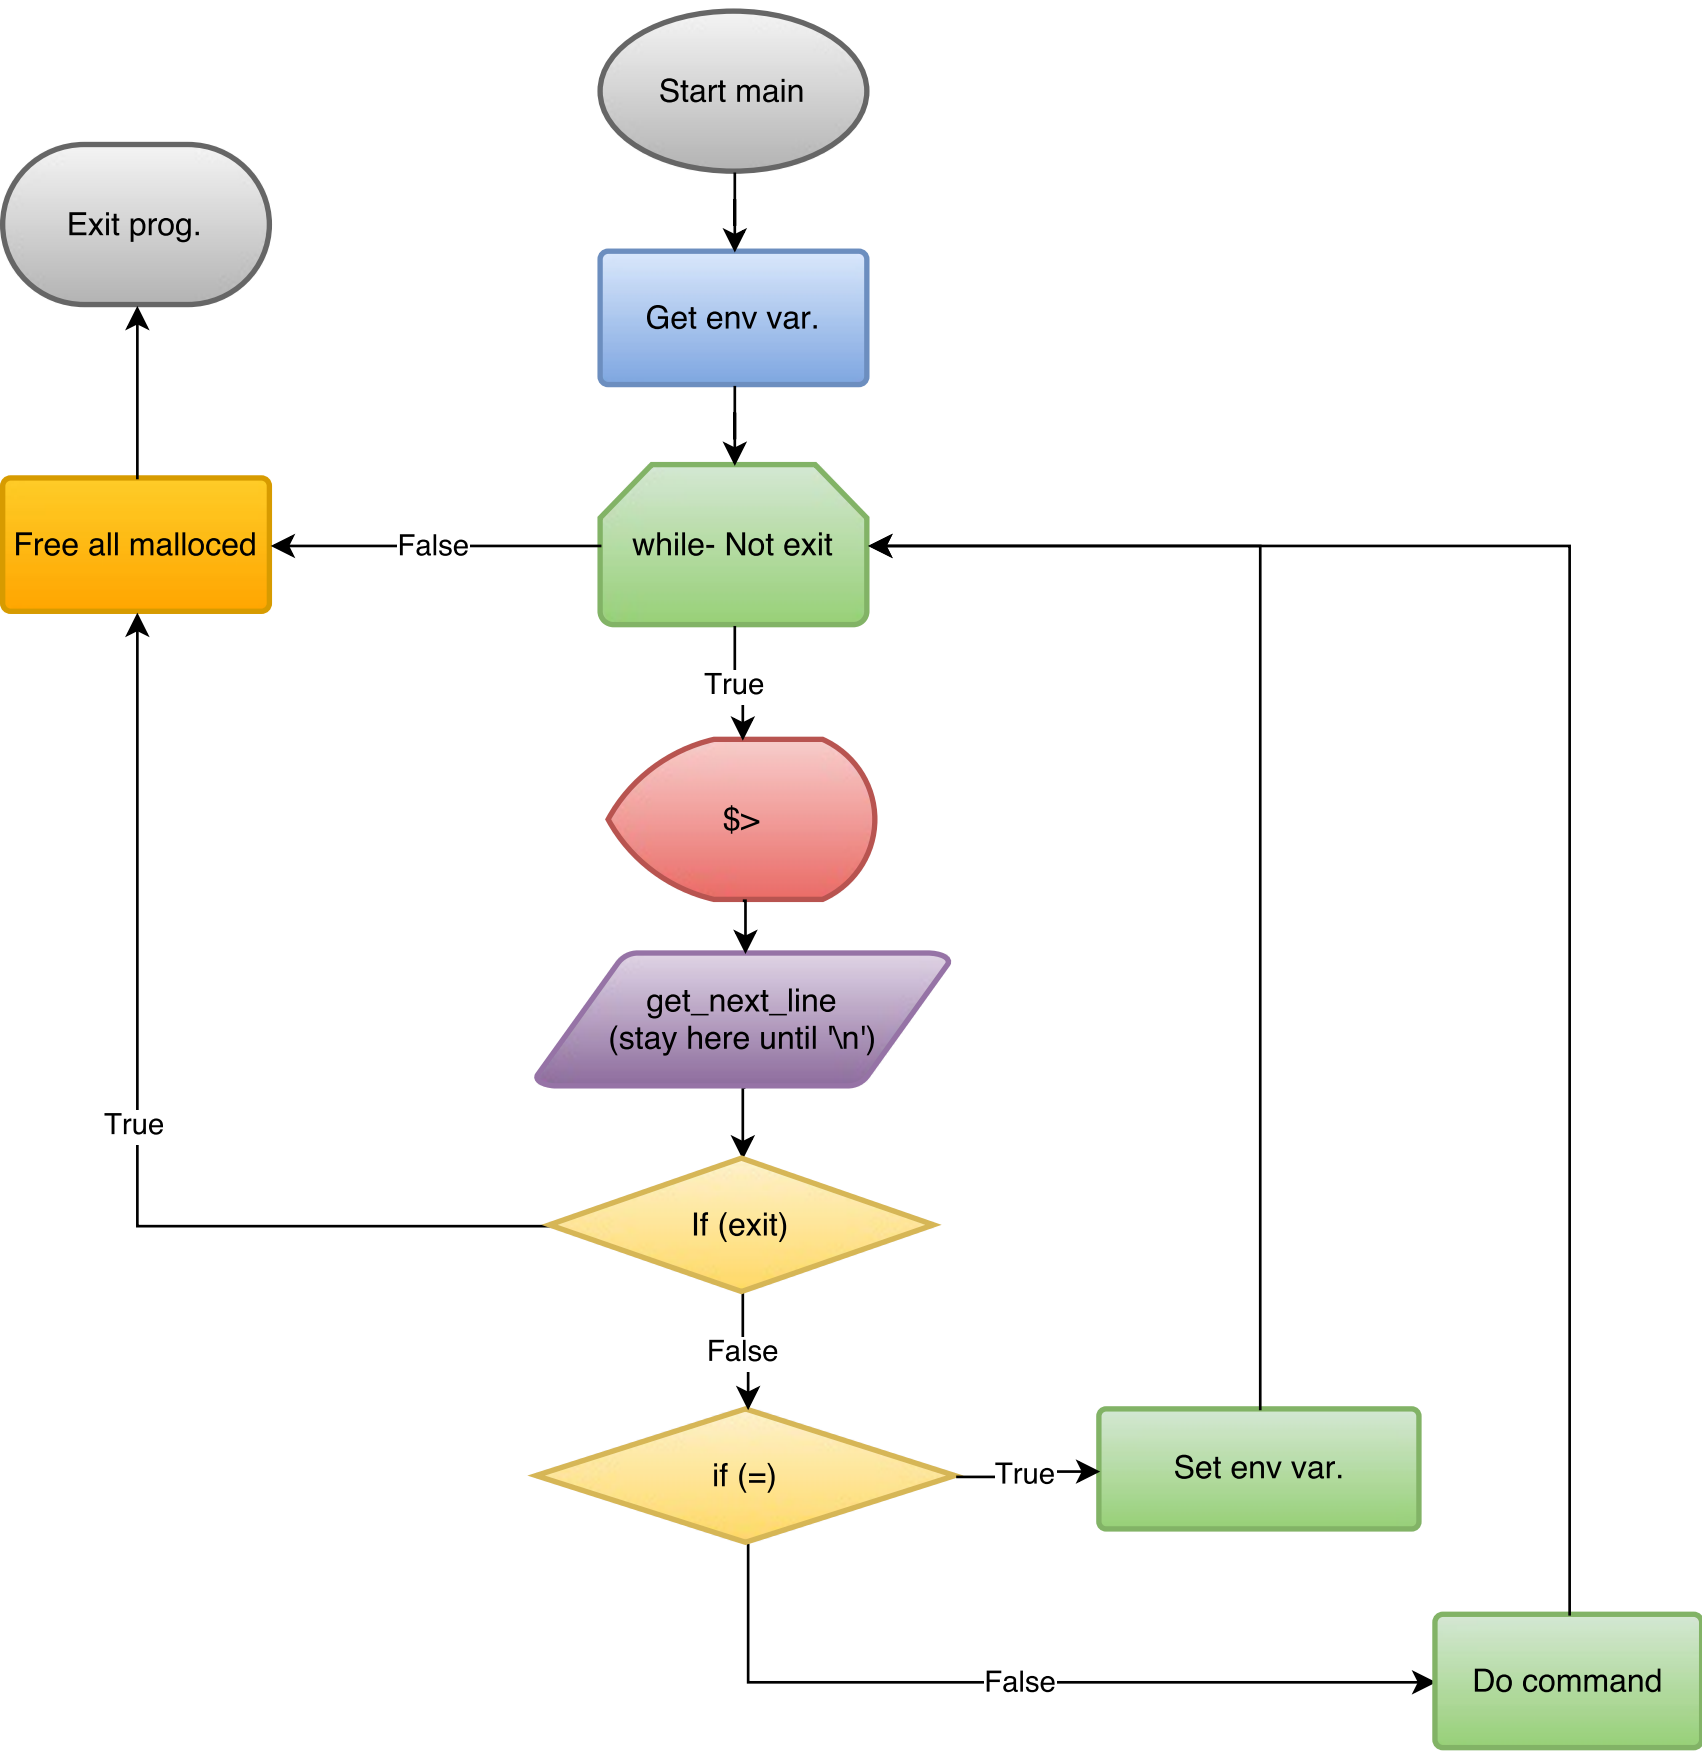 Start main
Exit prog.
Get env var.
Free all malloced
False
while- Not exit
True
$>
get_next_line
(stay here until '\n')
True
If (exit)
False
if (=)
True
Set env var.
False
Do command